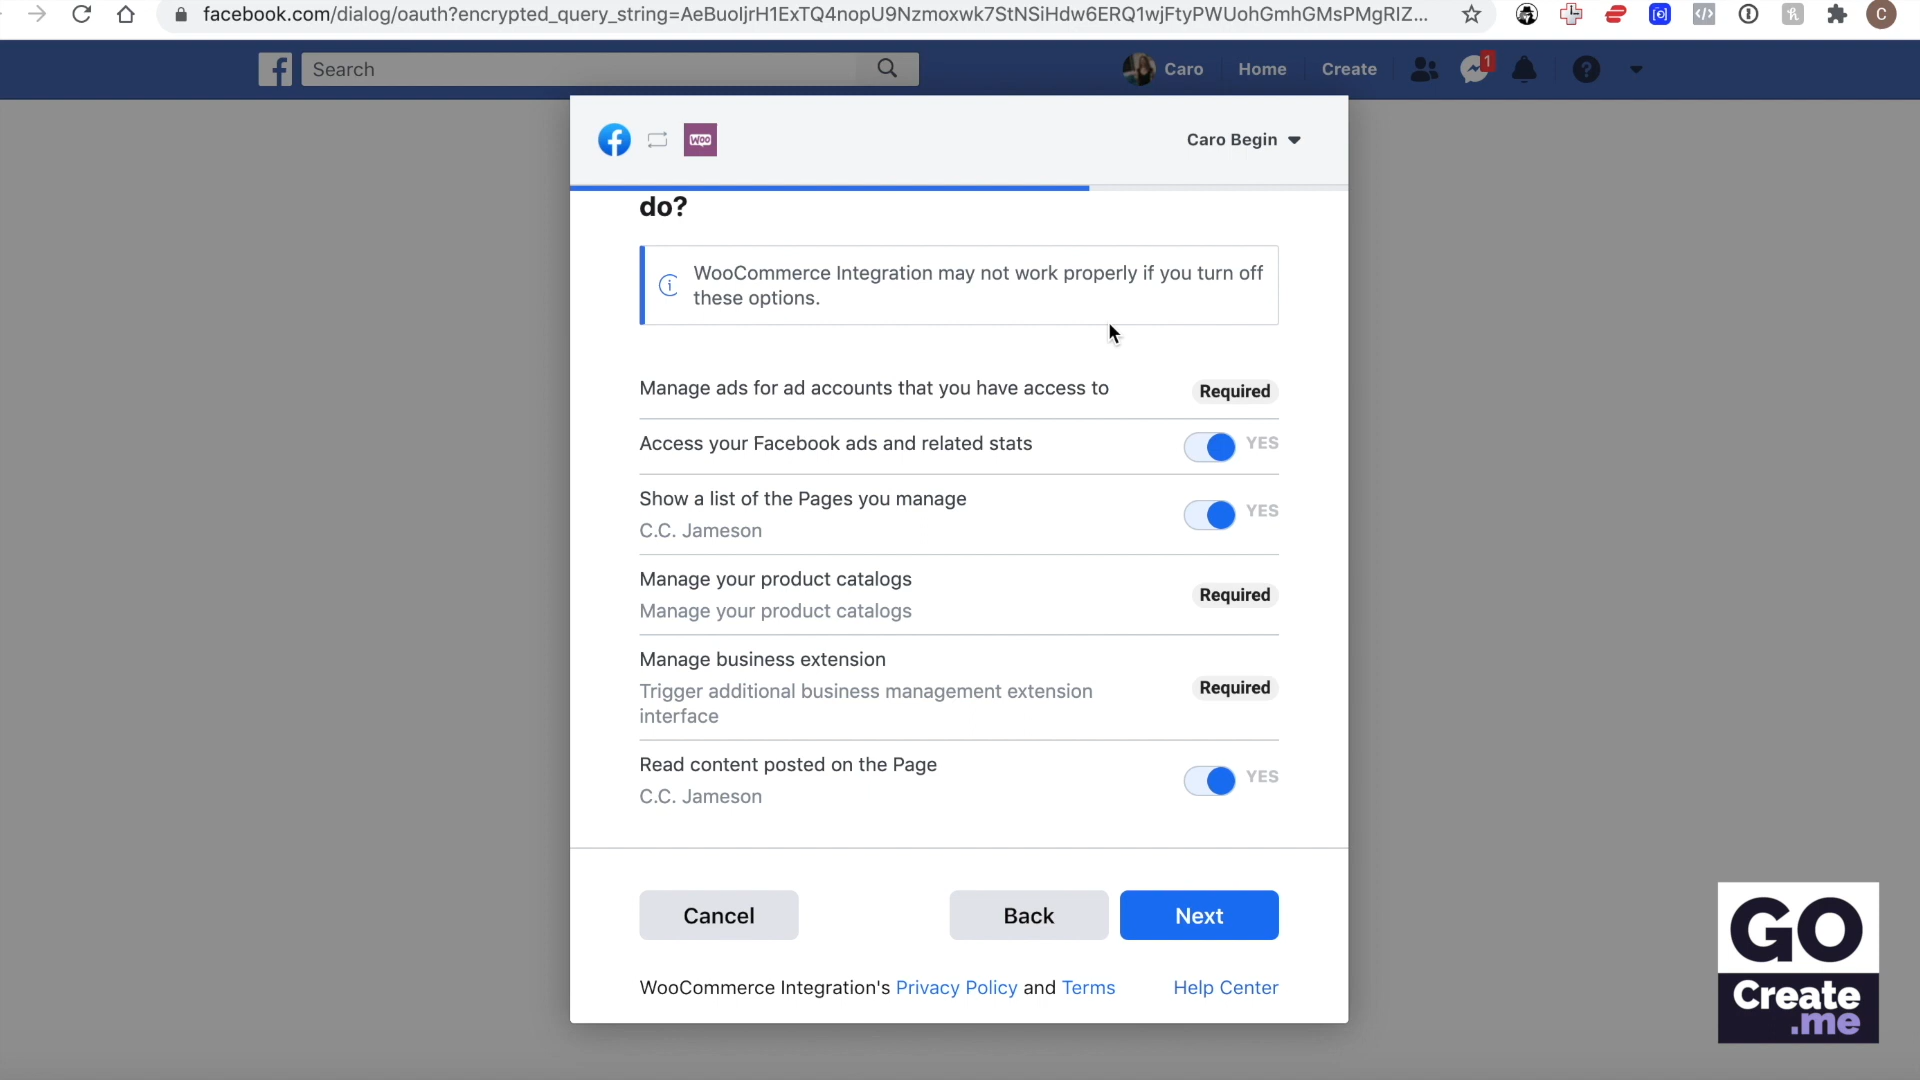 facebook.com/dialog/oauth?encrypted_query_string=AeBuoIjrH1ExTQ4nopU9Nzmoxwk7StNSiHdw6ERQ1wjFtyPWUohGmhGMsPMgRIZ...
C
Search
Caro
Home
Create
1
WOO
Caro Begin
do?
WooCommerce Integration may not work properly if you turn off
these options.
Manage ads for ad accounts that you have access to
Required
Access your Facebook ads and related stats
YES
Show a list of the Pages you manage
YES
C.C. Jameson
Manage your product catalogs
Required
Manage your product catalogs
Manage business extension
Required
Trigger additional business management extension
interface
Read content posted on the Page
YES
C.C. Jameson
Cancel
Back
Next
WooCommerce Integration's Privacy Policy and Terms
Help Center
GO
Create
.me